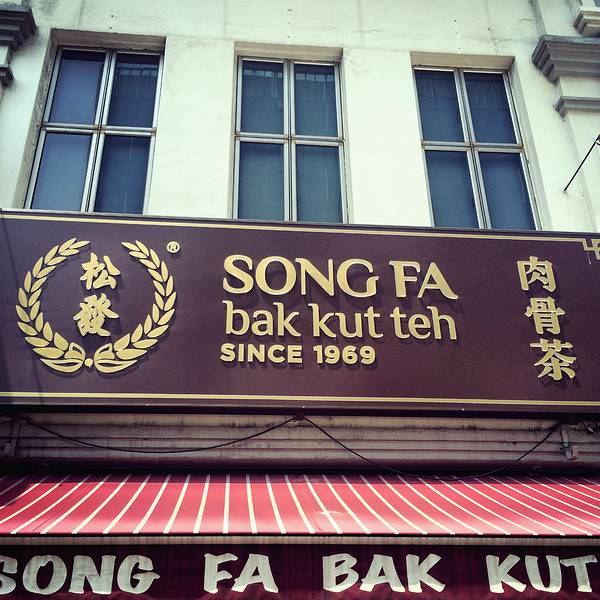 松
發
®
SONG FA
bak kut teh
SINCE 1969
肉
骨
茶
SONG FA BAK KUT